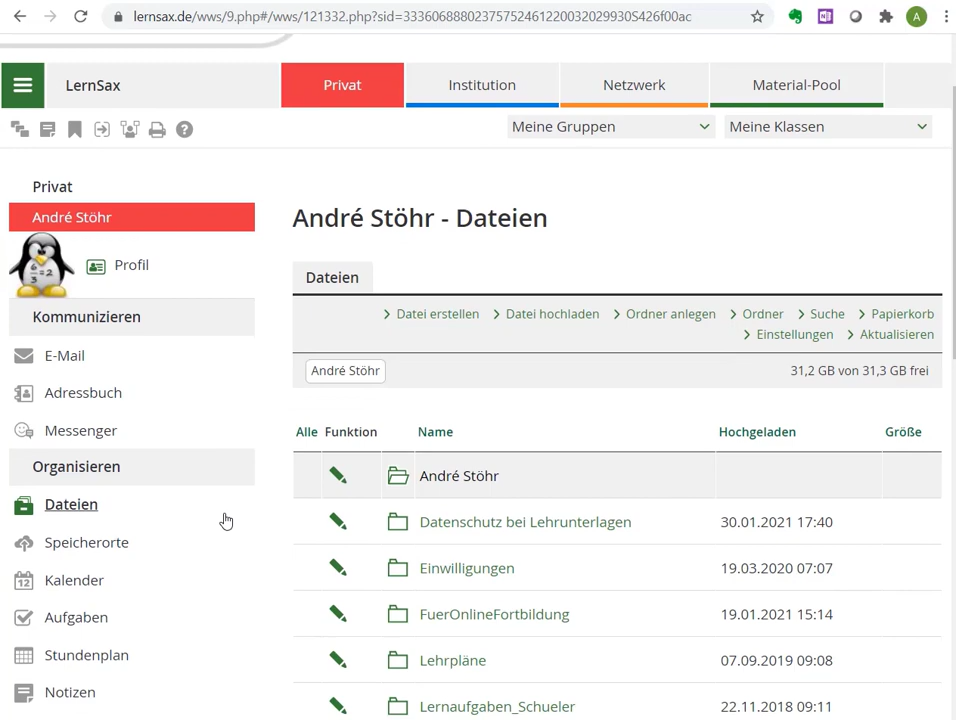 lernsax.de/wws/9.php#/wws/121332.php?sid=33360688802375752461220032029930S426f00ac
A
LernSax
Privat
Institution
Netzwerk
Material-Pool
Meine Gruppen
Meine Klassen
Privat
André Stöhr
6/3=2
Profil
Kommunizieren
E-Mail
Adressbuch
Messenger
Organisieren
Dateien
Speicherorte
12
Kalender
Aufgaben
Stundenplan
Notizen
André Stöhr - Dateien
Dateien
Datei erstellen Datei hochladen Ordner anlegen Ordner Suche Papierkorb
Einstellungen Aktualisieren
André Stöhr 31,2 GB von 31,3 GB frei
Alle Funktion Name Hochgeladen Größe
André Stöhr
Datenschutz bei Lehrunterlagen 30.01.2021 17:40
Einwilligungen 19.03.2020 07:07
FuerOnlineFortbildung 19.01.2021 15:14
Lehrpläne 07.09.2019 09:08
Lernaufgaben_Schueler 22.11.2018 09:11